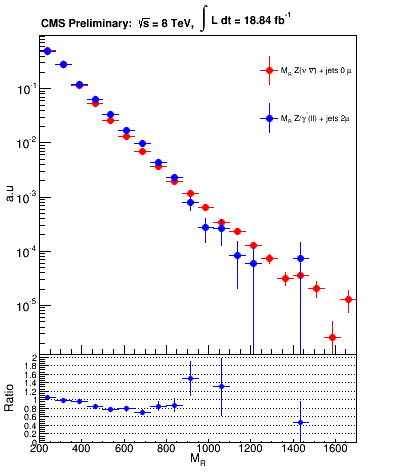 CMS Preliminary: √s = 8 TeV, ∫ L dt = 18.84 fb⁻¹
M_R Z(ν ν̄) + jets 0 μ
M_R Z/γ*(ll) + jets 2μ
a.u
10⁻¹
10⁻²
10⁻³
10⁻⁴
10⁻⁵
Ratio
2
1.8
1.6
1.4
1.2
1
0.8
0.6
0.4
0.2
0
200 400 600 800 1000 1200 1400 1600
M_R